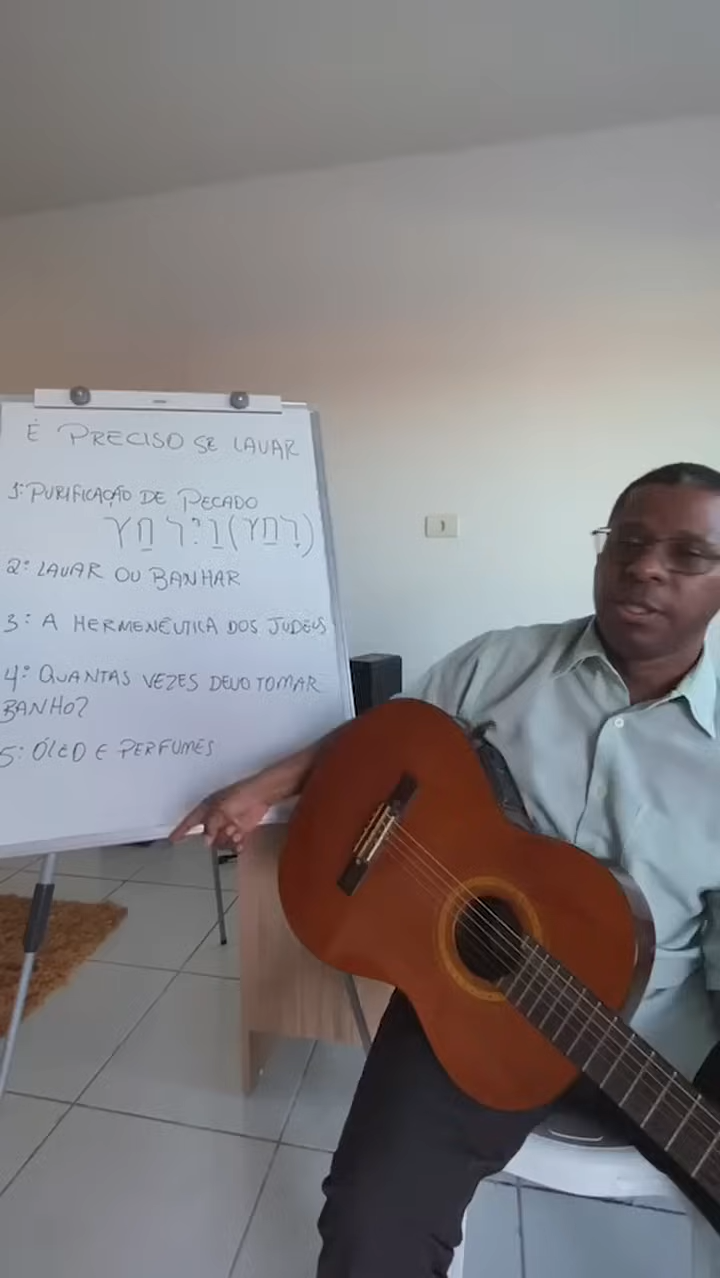 É PRECISO SE LAVAR
1º PURIFICAÇÃO DE PECADO
(רָחַץ) וַיִרחַץ
2º LAVAR OU BANHAR
3º A HERMENÊUTICA DOS JUDEUS
4º QUANTAS VEZES DEVO TOMAR
BANHO?
5º ÓLEO E PERFUMES